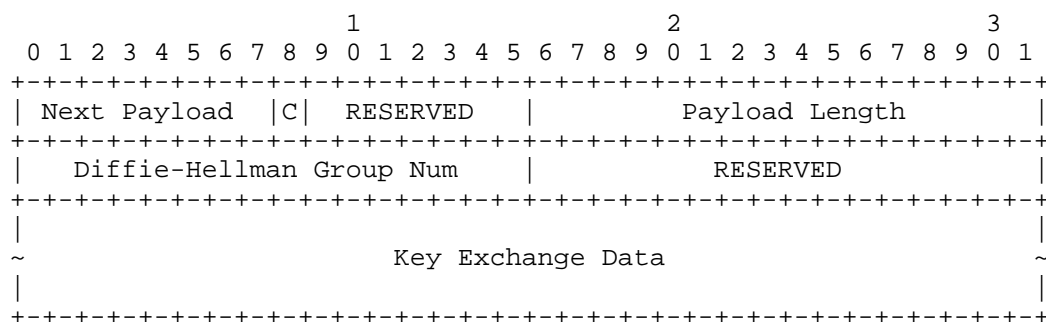 1                   2                   3
 0 1 2 3 4 5 6 7 8 9 0 1 2 3 4 5 6 7 8 9 0 1 2 3 4 5 6 7 8 9 0 1
+-+-+-+-+-+-+-+-+-+-+-+-+-+-+-+-+-+-+-+-+-+-+-+-+-+-+-+-+-+-+-+-+
| Next Payload  |C|  RESERVED   |         Payload Length        |
+-+-+-+-+-+-+-+-+-+-+-+-+-+-+-+-+-+-+-+-+-+-+-+-+-+-+-+-+-+-+-+-+
|   Diffie-Hellman Group Num    |           RESERVED            |
+-+-+-+-+-+-+-+-+-+-+-+-+-+-+-+-+-+-+-+-+-+-+-+-+-+-+-+-+-+-+-+-+
|                                                               |
~                       Key Exchange Data                       ~
|                                                               |
+-+-+-+-+-+-+-+-+-+-+-+-+-+-+-+-+-+-+-+-+-+-+-+-+-+-+-+-+-+-+-+-+